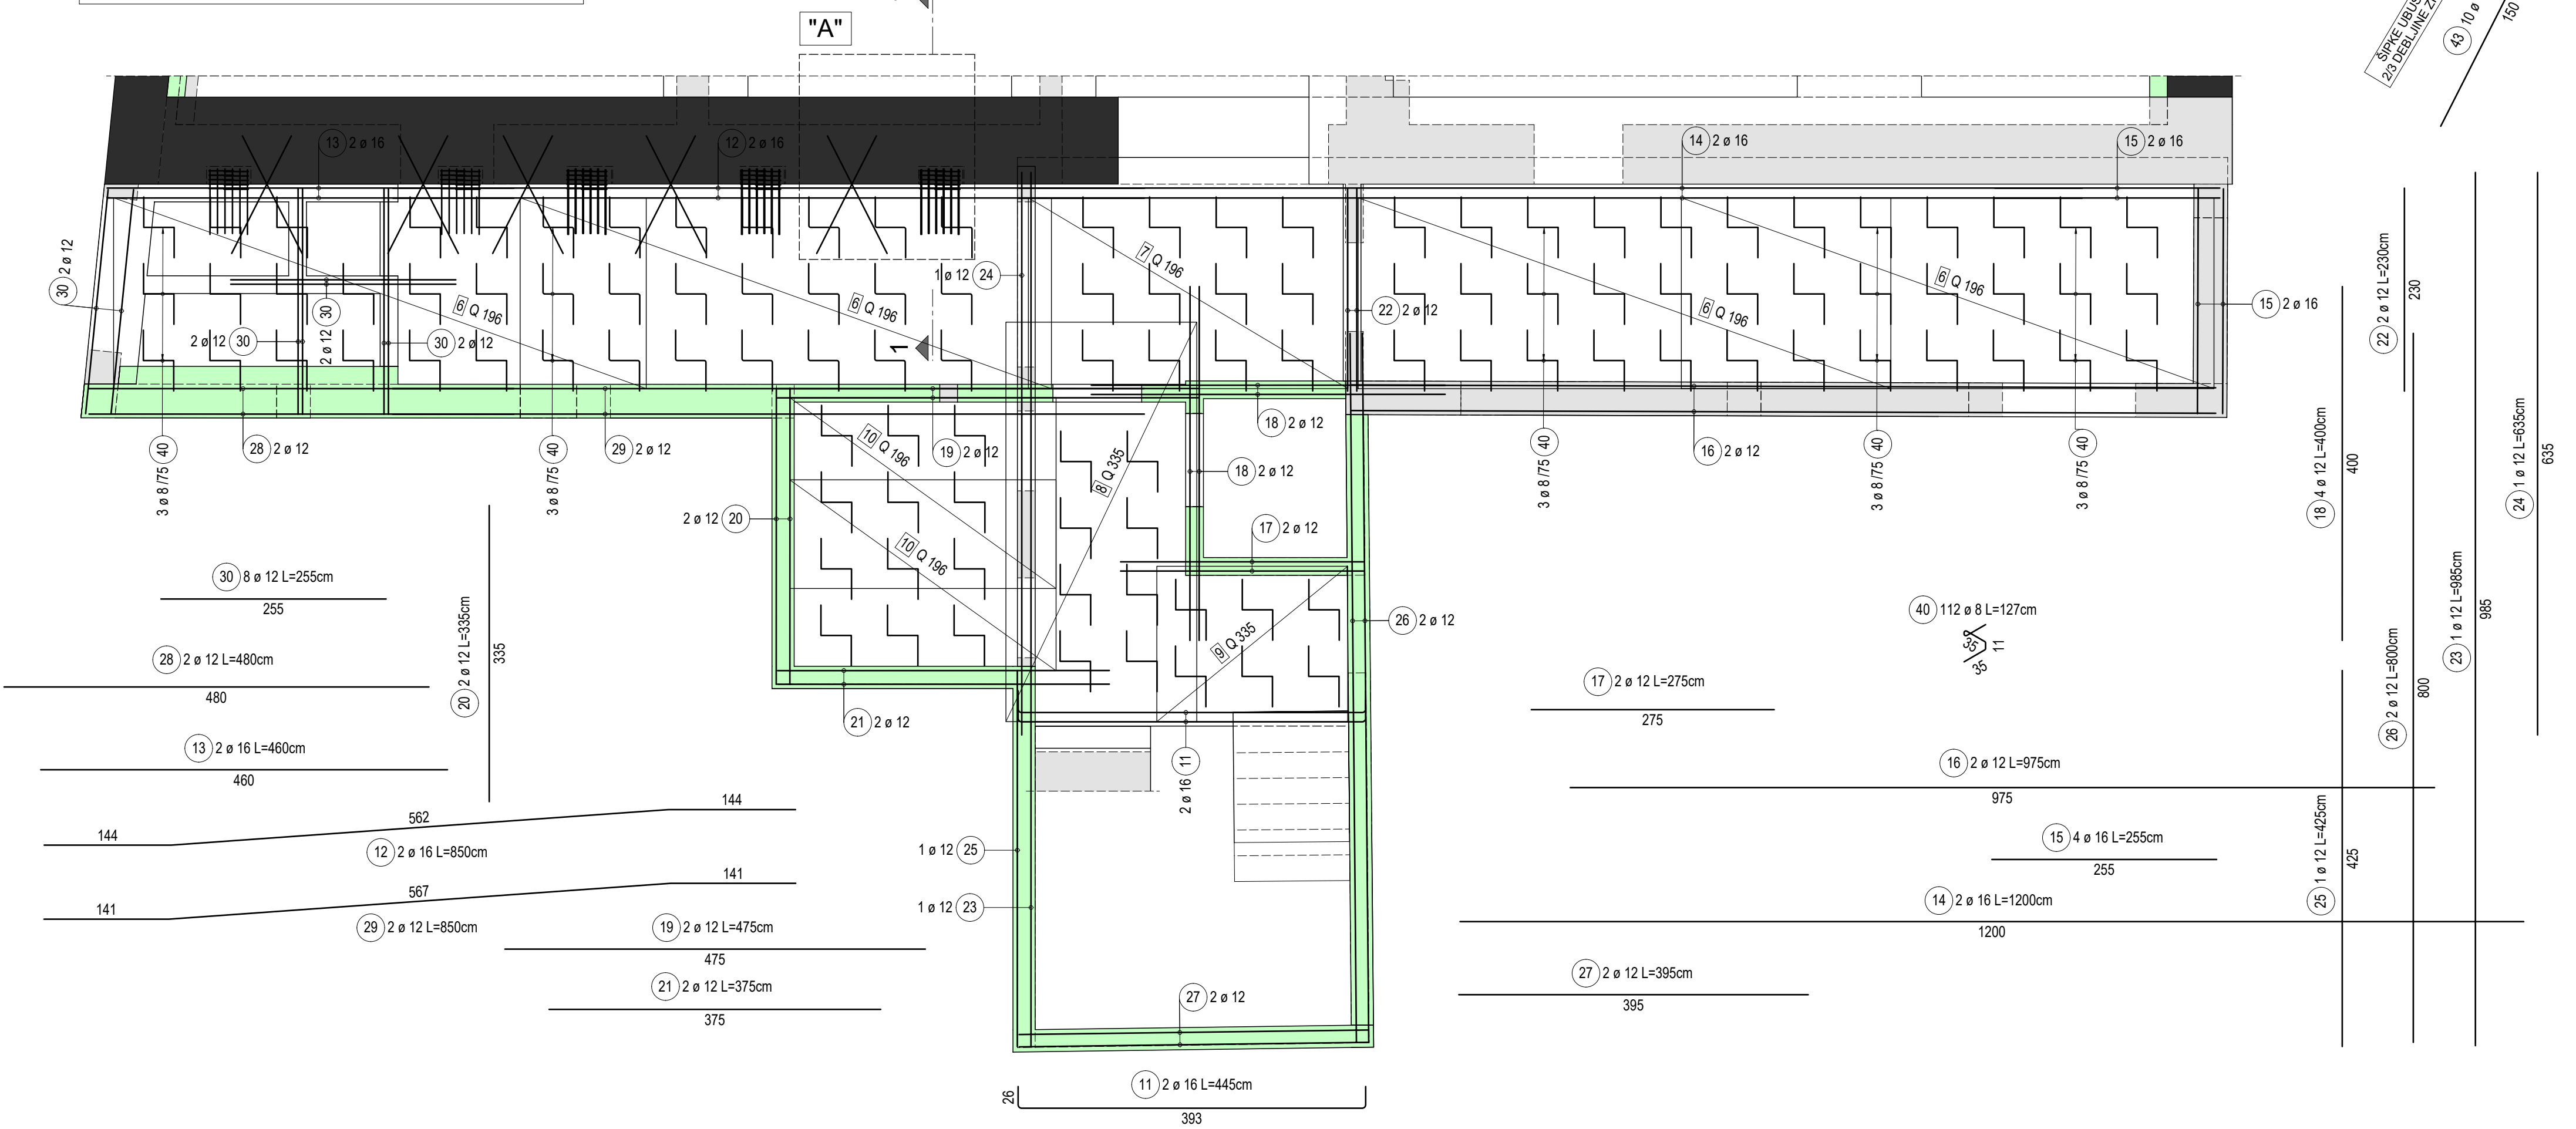 "A"
ŠIPKE UBUŠ
2/3 DEBLJINE Z
43 10 ø
150
13 2 ø 16
12 2 ø 16
14 2 ø 16
15 2 ø 16
30 2 ø 12
1 ø 12 24
7 Q 196
6 Q 196
6 Q 196
6 Q 196
6 Q 196
22 2 ø 12
15 2 ø 16
2 ø 12 30
2 ø 12 30
30 2 ø 12
1
3 ø 8 /75 40
28 2 ø 12
3 ø 8 /75 40
29 2 ø 12
10 Q 196
19 2 ø 12
8 Q 335
18 2 ø 12
18 2 ø 12
3 ø 8 /75 40
16 2 ø 12
3 ø 8 /75 40
3 ø 8 /75 40
2 ø 12 20
10 Q 196
17 2 ø 12
9 Q 335
26 2 ø 12
21 2 ø 12
2 ø 16 11
1 ø 12 25
1 ø 12 23
27 2 ø 12
30 8 ø 12 L=255cm
255
28 2 ø 12 L=480cm
480
20 2 ø 12 L=335cm
335
13 2 ø 16 L=460cm
460
144
562
144
12 2 ø 16 L=850cm
141
567
141
29 2 ø 12 L=850cm
19 2 ø 12 L=475cm
475
21 2 ø 12 L=375cm
375
11 2 ø 16 L=445cm
26
393
40 112 ø 8 L=127cm
35
11
35
17 2 ø 12 L=275cm
275
16 2 ø 12 L=975cm
975
15 4 ø 16 L=255cm
255
14 2 ø 16 L=1200cm
1200
27 2 ø 12 L=395cm
395
22 2 ø 12 L=230cm
230
18 4 ø 12 L=400cm
400
24 1 ø 12 L=635cm
635
23 1 ø 12 L=985cm
985
26 2 ø 12 L=800cm
800
25 1 ø 12 L=425cm
425